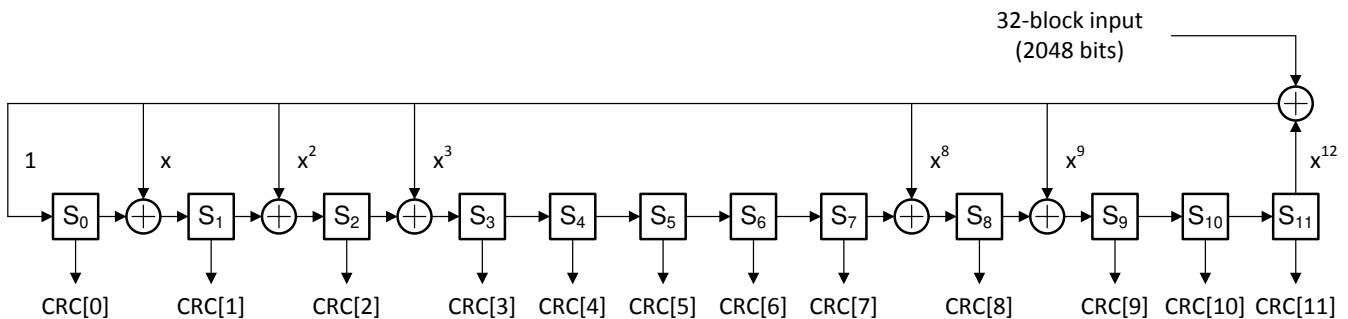 32-block input
(2048 bits)
1 x x² x³ x⁸ x⁹ x¹²
S₀ S₁ S₂ S₃ S₄ S₅ S₆ S₇ S₈ S₉ S₁₀ S₁₁
CRC[0] CRC[1] CRC[2] CRC[3] CRC[4] CRC[5] CRC[6] CRC[7] CRC[8] CRC[9] CRC[10] CRC[11]